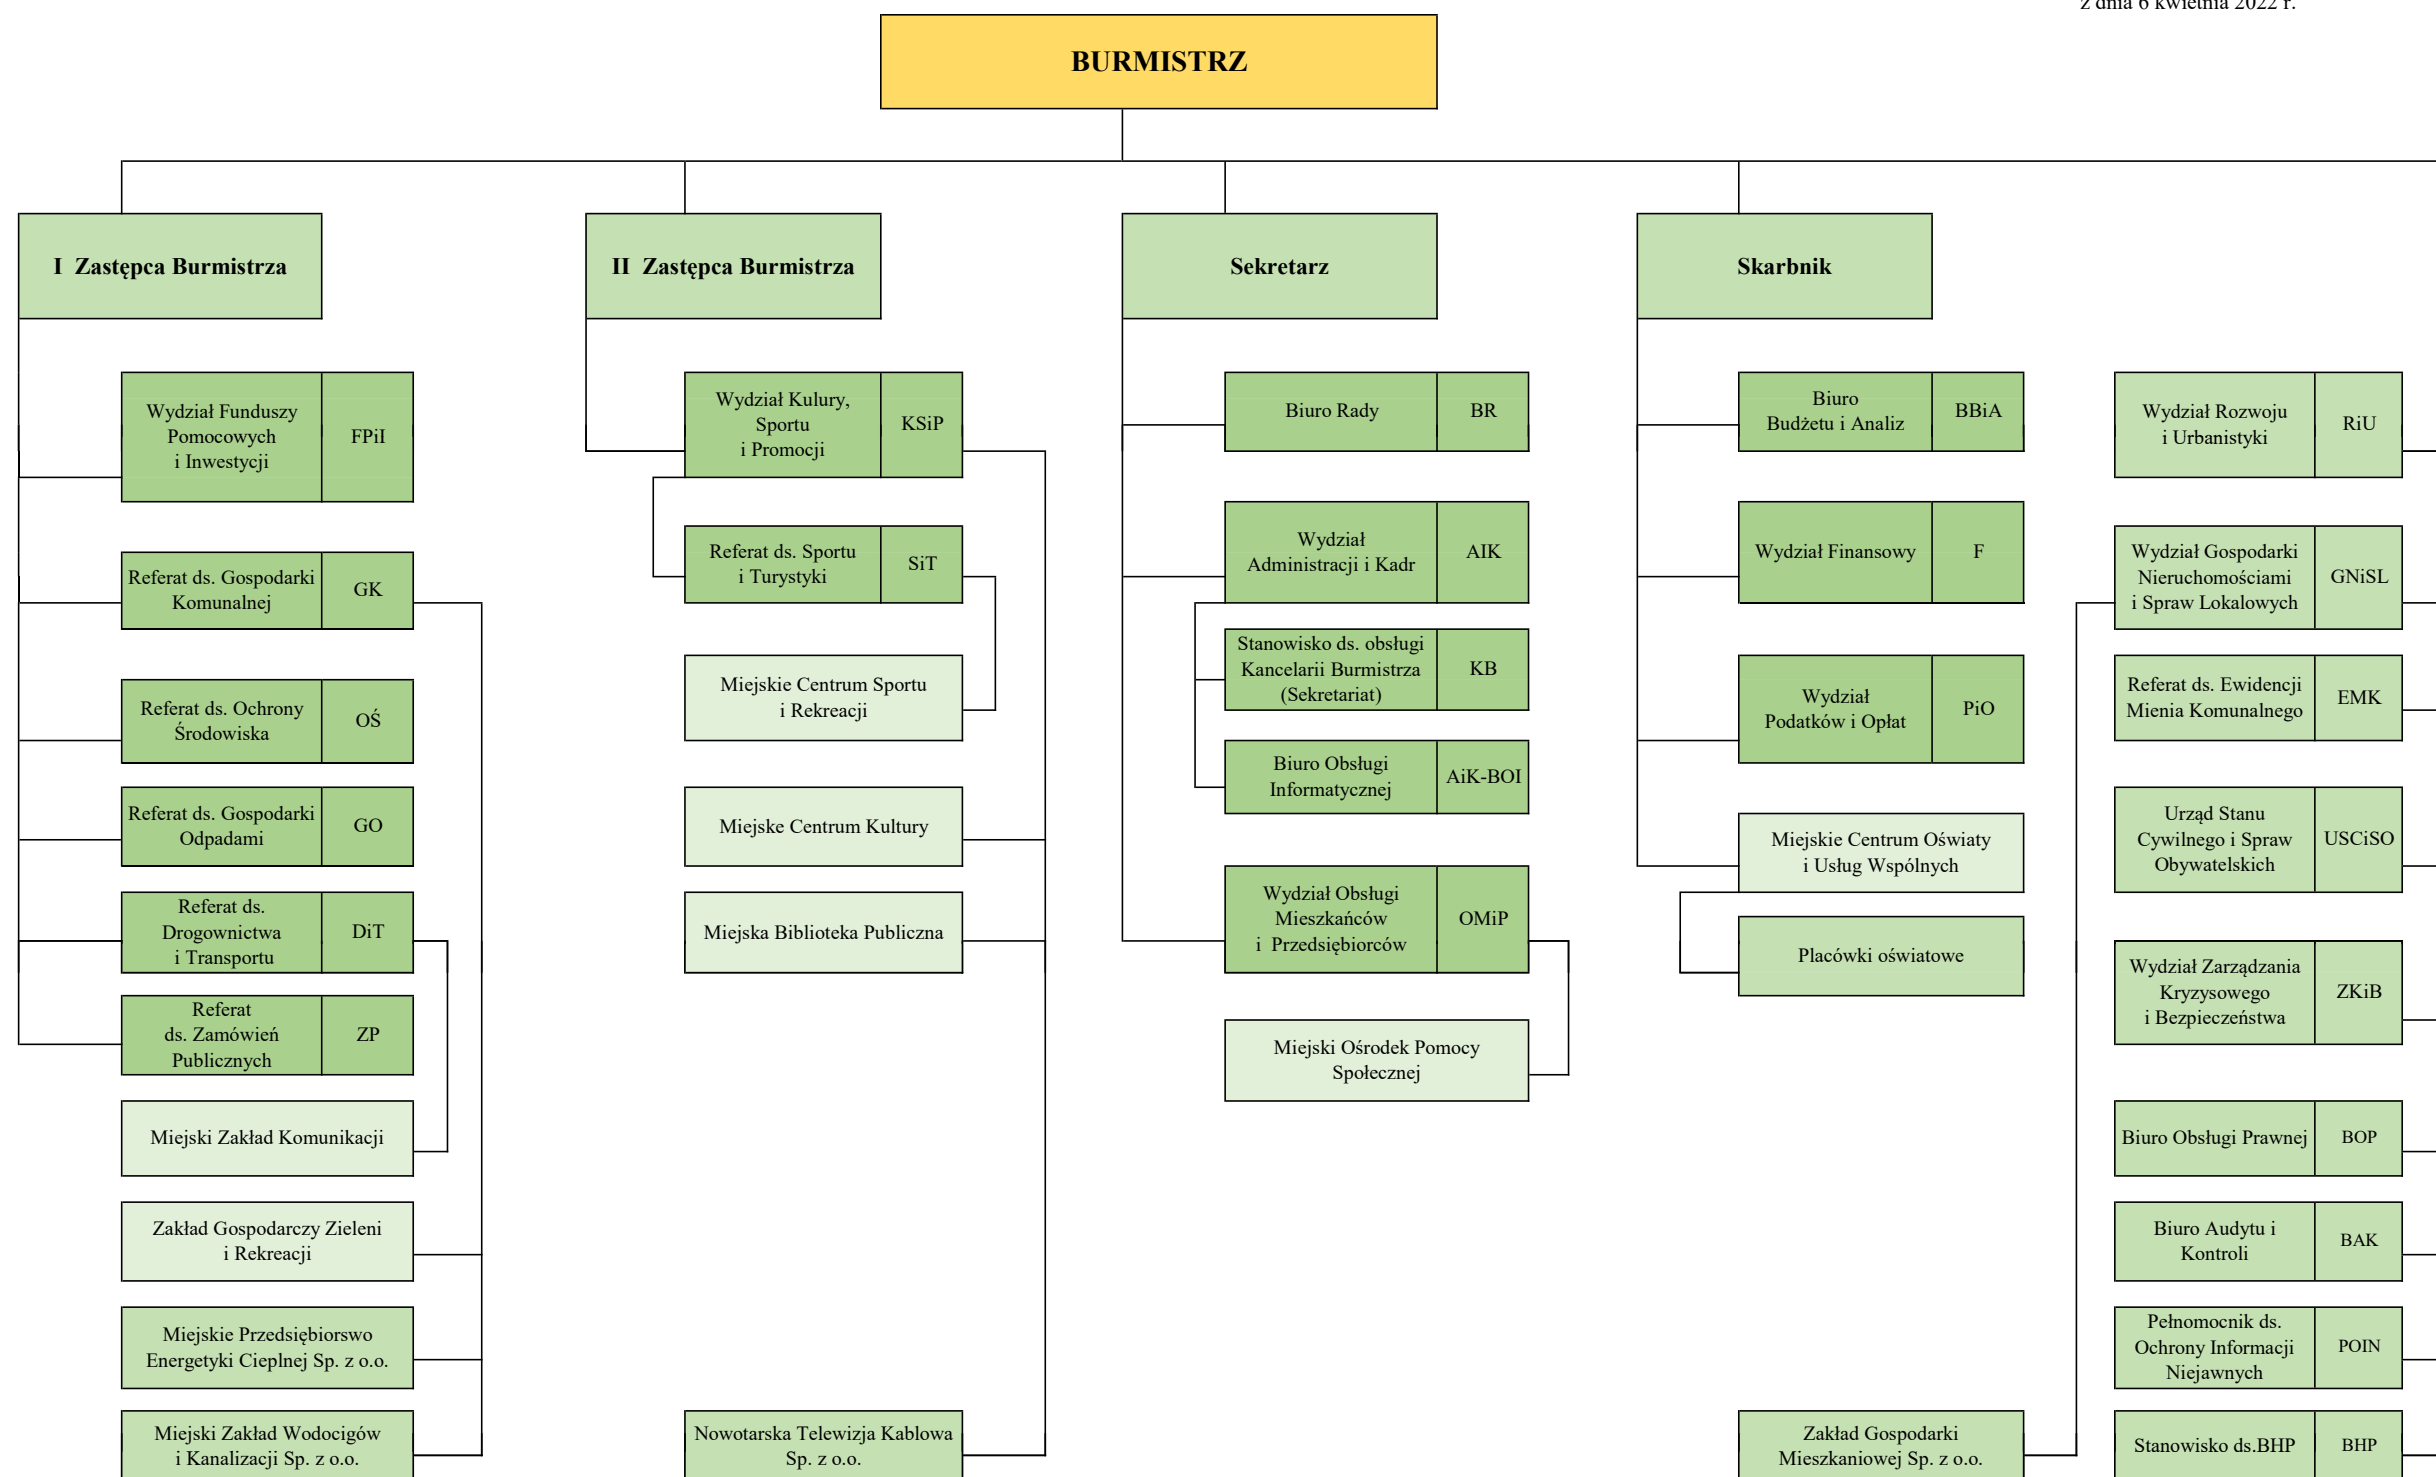 z dnia 6 kwietnia 2022 r.
BURMISTRZ
I Zastępca Burmistrza
II Zastępca Burmistrza
Sekretarz
Skarbnik
Wydział Funduszy
Pomocowych
i Inwestycji
FPiI
Referat ds. Gospodarki
Komunalnej
GK
Referat ds. Ochrony
Środowiska
OŚ
Referat ds. Gospodarki
Odpadami
GO
Referat ds.
Drogownictwa
i Transportu
DiT
Referat
ds. Zamówień
Publicznych
ZP
Miejski Zakład Komunikacji
Zakład Gospodarczy Zieleni
i Rekreacji
Miejskie Przedsiębiorswo
Energetyki Cieplnej Sp. z o.o.
Miejski Zakład Wodocigów
i Kanalizacji Sp. z o.o.
Wydział Kulury,
Sportu
i Promocji
KSiP
Referat ds. Sportu
i Turystyki
SiT
Miejskie Centrum Sportu
i Rekreacji
Miejske Centrum Kultury
Miejska Biblioteka Publiczna
Nowotarska Telewizja Kablowa
Sp. z o.o.
Biuro Rady
BR
Wydział
Administracji i Kadr
AIK
Stanowisko ds. obsługi
Kancelarii Burmistrza
(Sekretariat)
KB
Biuro Obsługi
Informatycznej
AiK-BOI
Wydział Obsługi
Mieszkańców
i Przedsiębiorców
OMiP
Miejski Ośrodek Pomocy
Społecznej
Biuro
Budżetu i Analiz
BBiA
Wydział Finansowy
F
Wydział
Podatków i Opłat
PiO
Miejskie Centrum Oświaty
i Usług Wspólnych
Placówki oświatowe
Zakład Gospodarki
Mieszkaniowej Sp. z o.o.
Wydział Rozwoju
i Urbanistyki
RiU
Wydział Gospodarki
Nieruchomościami
i Spraw Lokalowych
GNiSL
Referat ds. Ewidencji
Mienia Komunalnego
EMK
Urząd Stanu
Cywilnego i Spraw
Obywatelskich
USCiSO
Wydział Zarządzania
Kryzysowego
i Bezpieczeństwa
ZKiB
Biuro Obsługi Prawnej
BOP
Biuro Audytu i
Kontroli
BAK
Pełnomocnik ds.
Ochrony Informacji
Niejawnych
POIN
Stanowisko ds.BHP
BHP